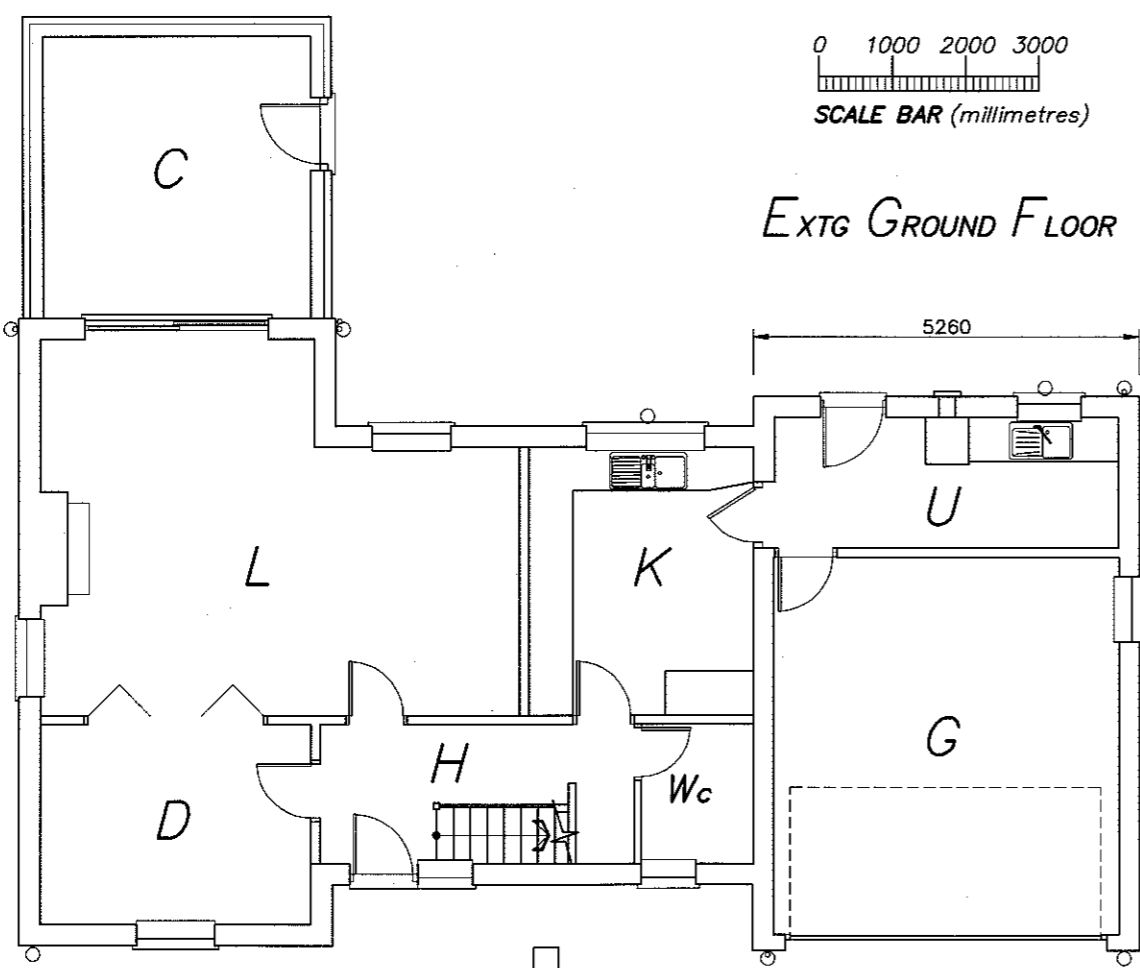 0 1000 2000 3000
SCALE BAR (millimetres)
C
EXTG GROUND FLOOR
5260
U
L
K
G
H
Wc
D